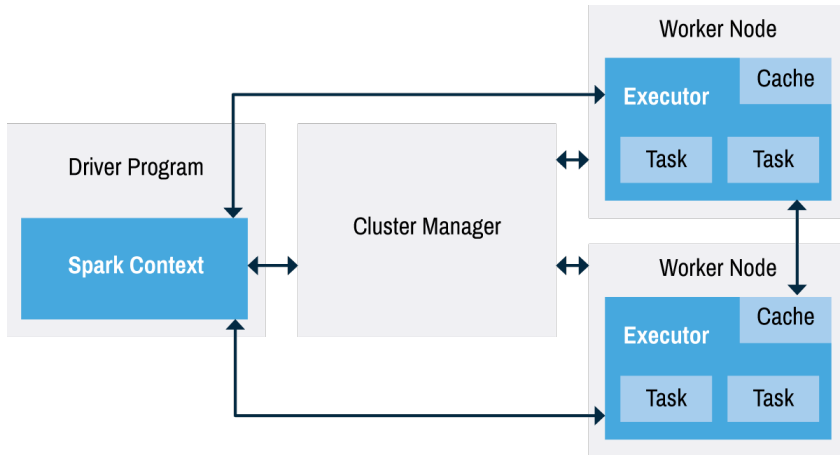 Driver Program
Spark Context
Cluster Manager
Worker Node
Executor
Cache
Task
Task
Worker Node
Executor
Cache
Task
Task